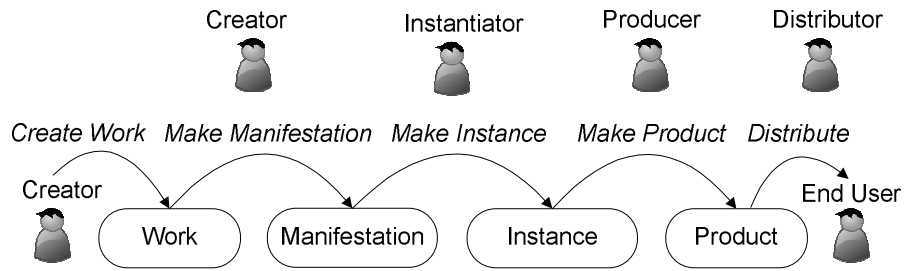 Creator
Instantiator
Producer
Distributor
Create Work
Make Manifestation
Make Instance
Make Product
Distribute
Creator
End User
Work
Manifestation
Instance
Product